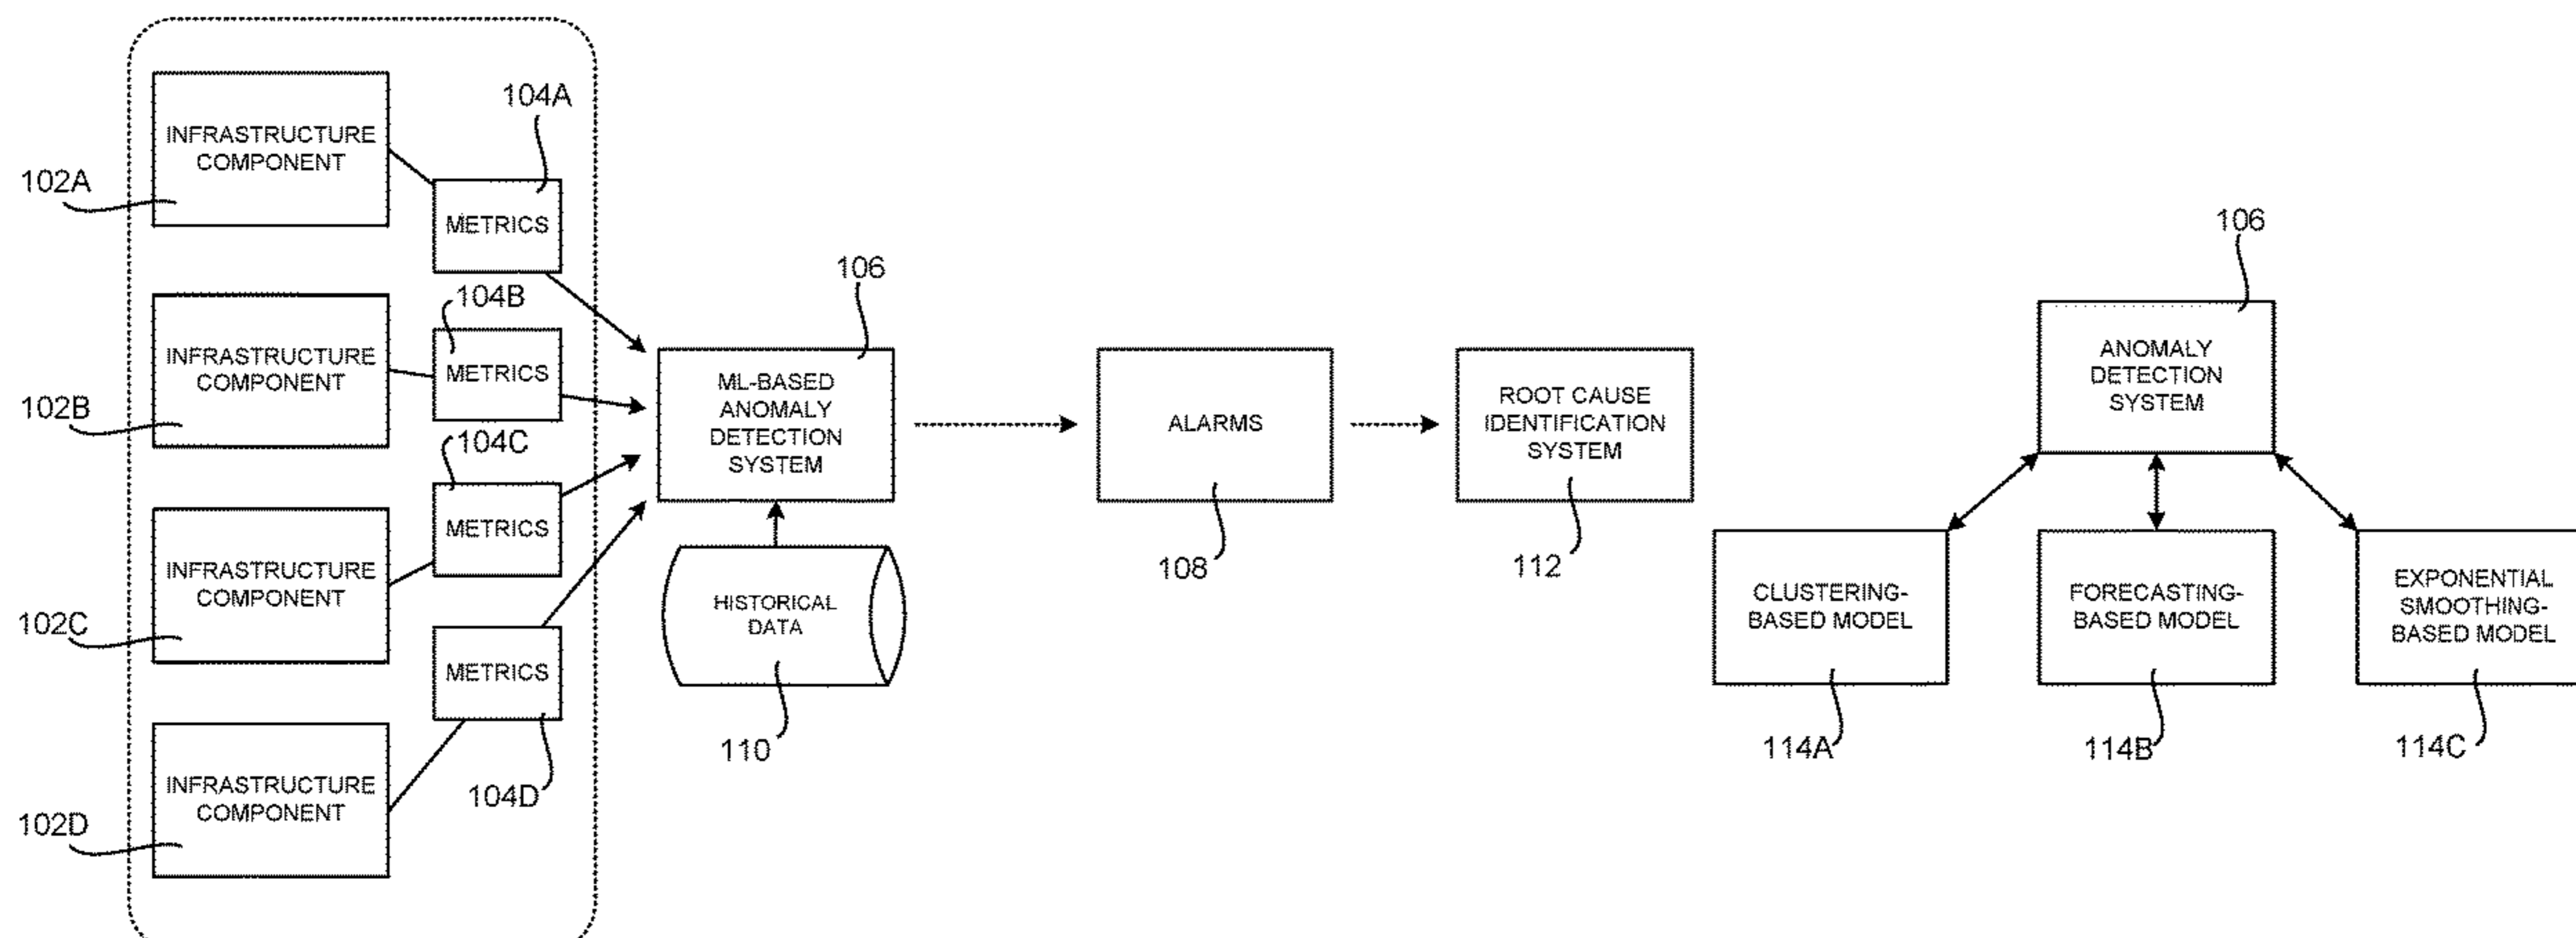 INFRASTRUCTURE
COMPONENT
102A
104A
METRICS
INFRASTRUCTURE
COMPONENT
102B
104B
METRICS
INFRASTRUCTURE
COMPONENT
102C
104C
METRICS
INFRASTRUCTURE
COMPONENT
102D
METRICS
104D
106
ML-BASED
ANOMALY
DETECTION
SYSTEM
HISTORICAL
DATA
110
ALARMS
108
ROOT CAUSE
IDENTIFICATION
SYSTEM
112
106
ANOMALY
DETECTION
SYSTEM
CLUSTERING-
BASED MODEL
114A
FORECASTING-
BASED MODEL
114B
EXPONENTIAL
SMOOTHING-
BASED MODEL
114C